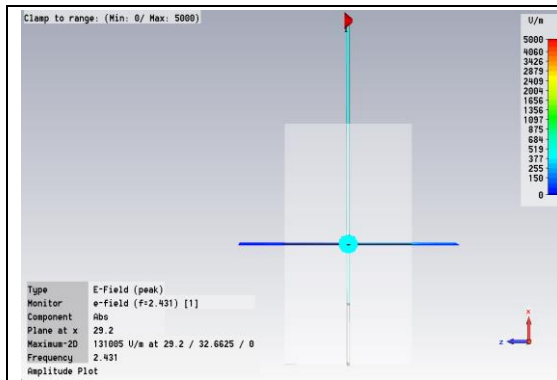 Clamp to range: (Min: 0/ Max: 5000)
V/m
5000
4060
3426
2879
2409
2004
1656
1356
1097
875
684
519
377
255
150
0
Type E-Field (peak)
Monitor e-field (f=2.431) [1]
Component Abs
Plane at x 29.2
Maximum-2D 131005 V/m at 29.2 / 32.6625 / 0
Frequency 2.431
Amplitude Plot
x
z